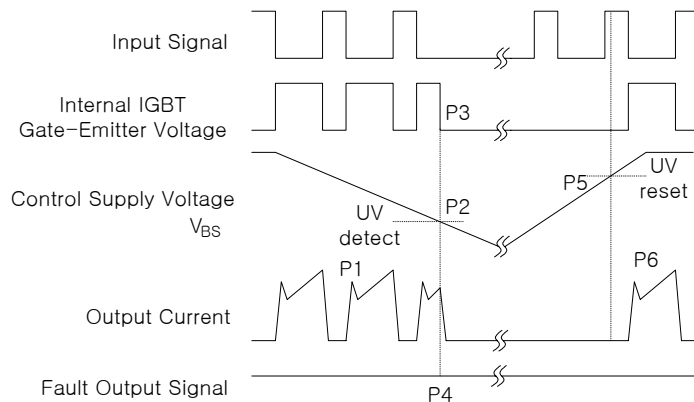 Input Signal
Internal IGBT
Gate-Emitter Voltage
P3
Control Supply Voltage
VBS
UV
detect
P2
P5
UV
reset
P1
P6
Output Current
Fault Output Signal
P4